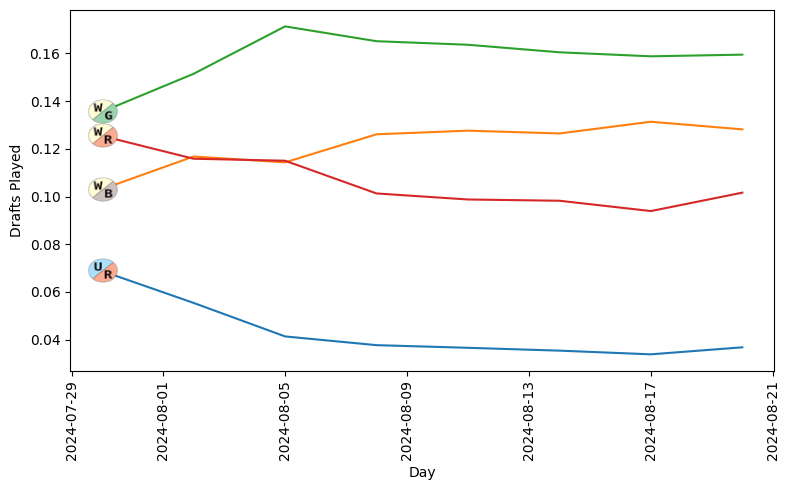 0.16
0.14
0.12
0.10
0.08
0.06
0.04
Drafts Played
W
G
W
R
W
B
U
R
2024-07-29
2024-08-01
2024-08-05
2024-08-09
2024-08-13
2024-08-17
2024-08-21
Day